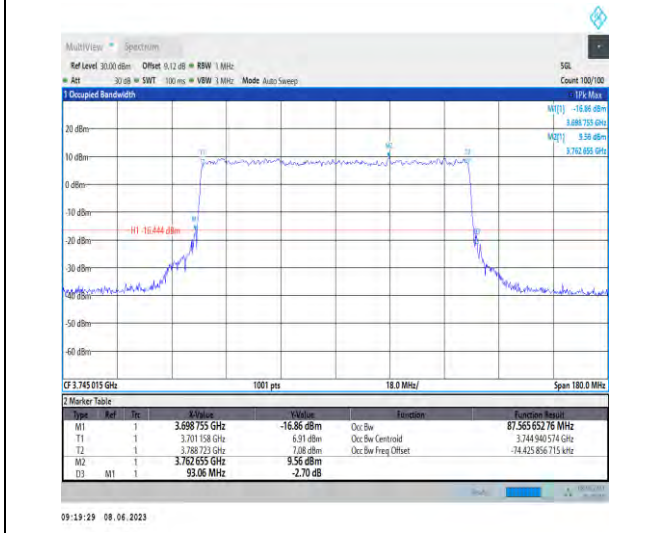 MultiView Spectrum
Ref Level 30.00 dBm Offset 9.12 dB RBW 1 MHz SGL
Att 30 dB SWT 100 ms VBW 3 MHz Mode Auto Sweep Count 100/100
1 Occupied Bandwidth 1Pk Max
M1[1] -16.86 dBm
3.698 755 GHz
M2[1] 9.56 dBm
3.762 655 GHz
20 dBm
T1 M2 T2
10 dBm
0 dBm
-10 dBm
M1
H1 -16.444 dBm D3
-20 dBm
-30 dBm
-40 dBm
-50 dBm
-60 dBm
CF 3.745 015 GHz 1001 pts 18.0 MHz/ Span 180.0 MHz
2 Marker Table
Type Ref Trc X-Value Y-Value Function Function Result
M1 1 3.698 755 GHz -16.86 dBm Occ Bw 87.565 652 76 MHz
T1 1 3.701 158 GHz 6.91 dBm Occ Bw Centroid 3.744 940 574 GHz
T2 1 3.788 723 GHz 7.08 dBm Occ Bw Freq Offset -74.425 856 715 kHz
M2 1 3.762 655 GHz 9.56 dBm
D3 M1 1 93.06 MHz -2.70 dB
Ready
09:19:29 08.06.2023